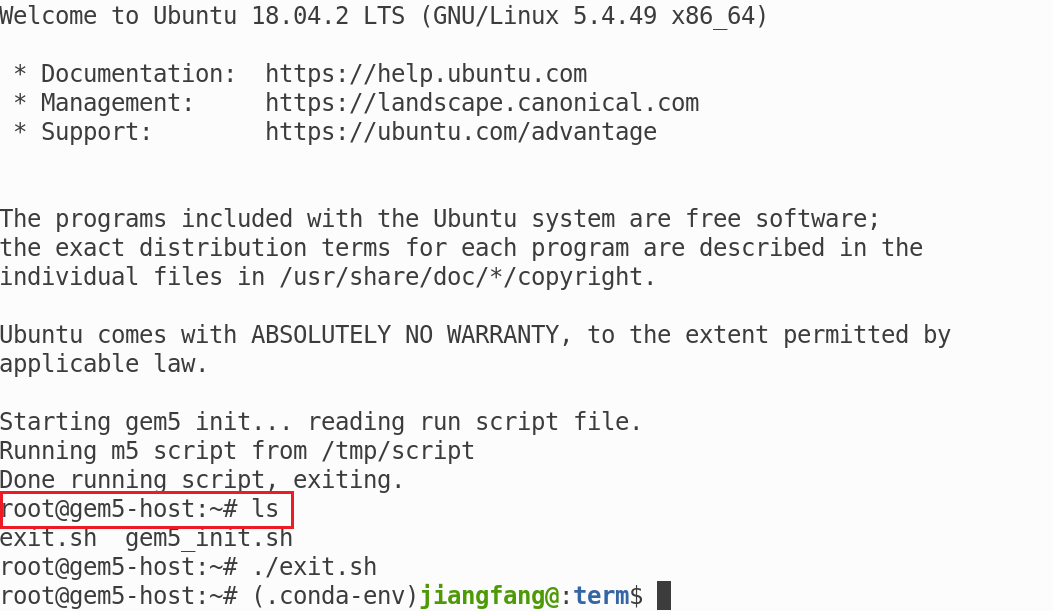 Welcome to Ubuntu 18.04.2 LTS (GNU/Linux 5.4.49 x86_64)

 * Documentation:  https://help.ubuntu.com
 * Management:     https://landscape.canonical.com
 * Support:        https://ubuntu.com/advantage


The programs included with the Ubuntu system are free software;
the exact distribution terms for each program are described in the
individual files in /usr/share/doc/*/copyright.

Ubuntu comes with ABSOLUTELY NO WARRANTY, to the extent permitted by
applicable law.

Starting gem5 init... reading run script file.
Running m5 script from /tmp/script
Done running script, exiting.
root@gem5-host:~# ls
exit.sh  gem5_init.sh
root@gem5-host:~# ./exit.sh
root@gem5-host:~# (.conda-env)jiangfang@:term$